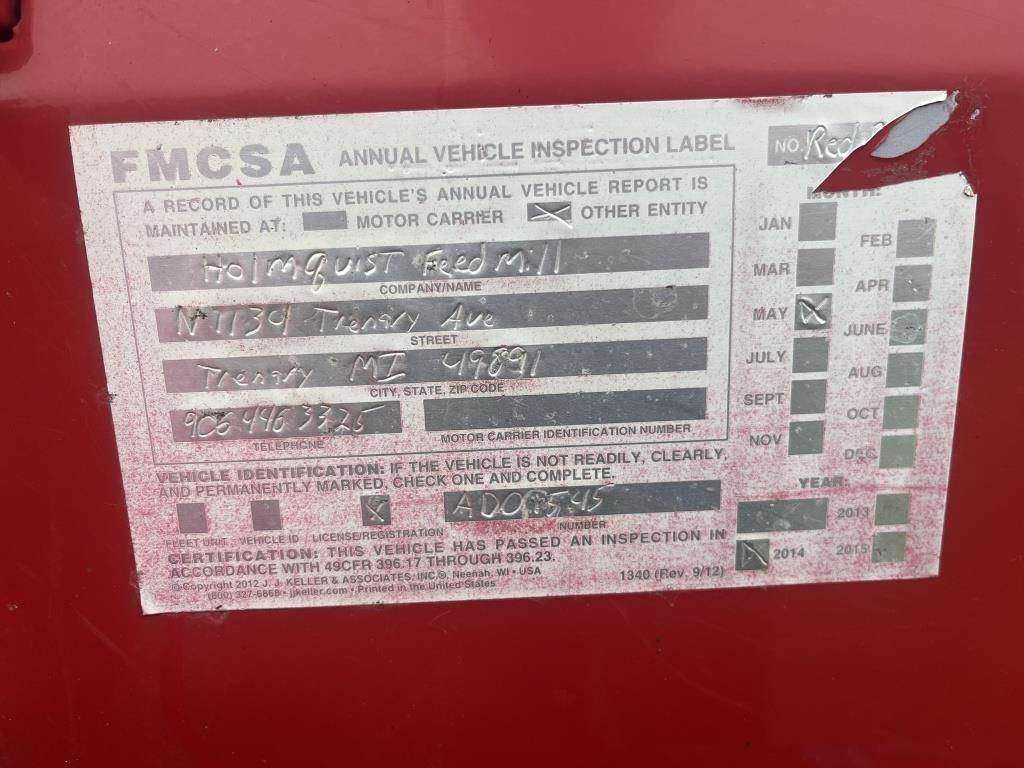 FMCSA ANNUAL VEHICLE INSPECTION LABEL NO. Red
A RECORD OF THIS VEHICLE'S ANNUAL VEHICLE REPORT IS
MAINTAINED AT: MOTOR CARRIER OTHER ENTITY
Holmquist Feed Mill
COMPANY/NAME
Trenary Ave
STREET
Trenary MI 49891
CITY, STATE, ZIP CODE
906 446 3325
TELEPHONE
MOTOR CARRIER IDENTIFICATION NUMBER
VEHICLE IDENTIFICATION: IF THE VEHICLE IS NOT READILY, CLEARLY,
AND PERMANENTLY MARKED, CHECK ONE AND COMPLETE.
FLEET UNIT VEHICLE ID LICENSE/REGISTRATION
NUMBER
CERTIFICATION: THIS VEHICLE HAS PASSED AN INSPECTION IN
ACCORDANCE WITH 49CFR 396.17 THROUGH 396.23.
© Copyright 2012 J. J. KELLER & ASSOCIATES, INC.®, Neenah, WI • USA
(800) 327-6868 • jjkeller.com • Printed in the United States
1340 (Rev. 9/12)
MONTH:
JAN FEB
MAR APR
MAY JUNE
JULY AUG
SEPT OCT
NOV DEC
YEAR:
2013
2014 2015